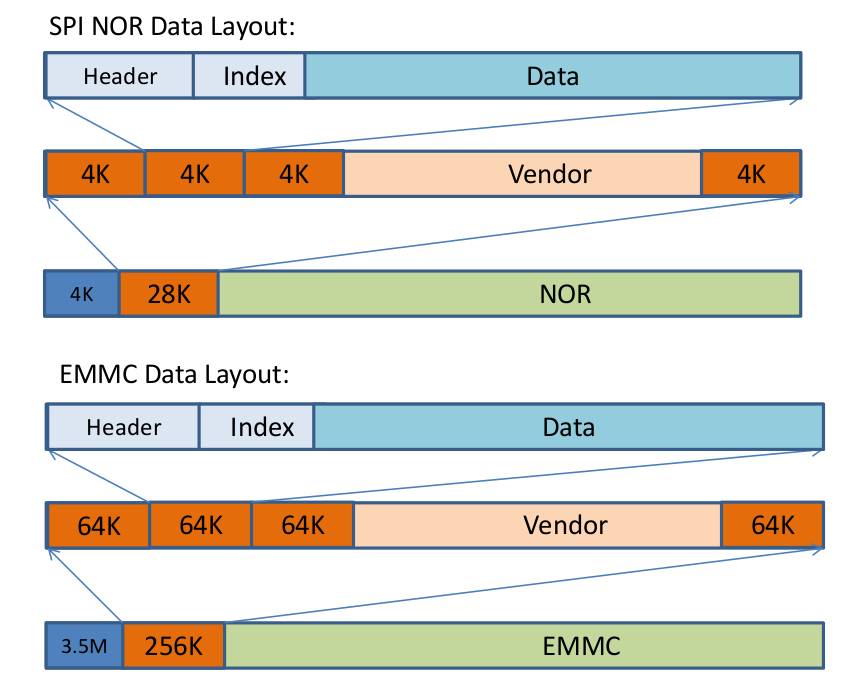 SPI NOR Data Layout:
Header Index Data
4K 4K 4K Vendor 4K
4K 28K NOR
EMMC Data Layout:
Header Index Data
64K 64K 64K Vendor 64K
3.5M 256K EMMC